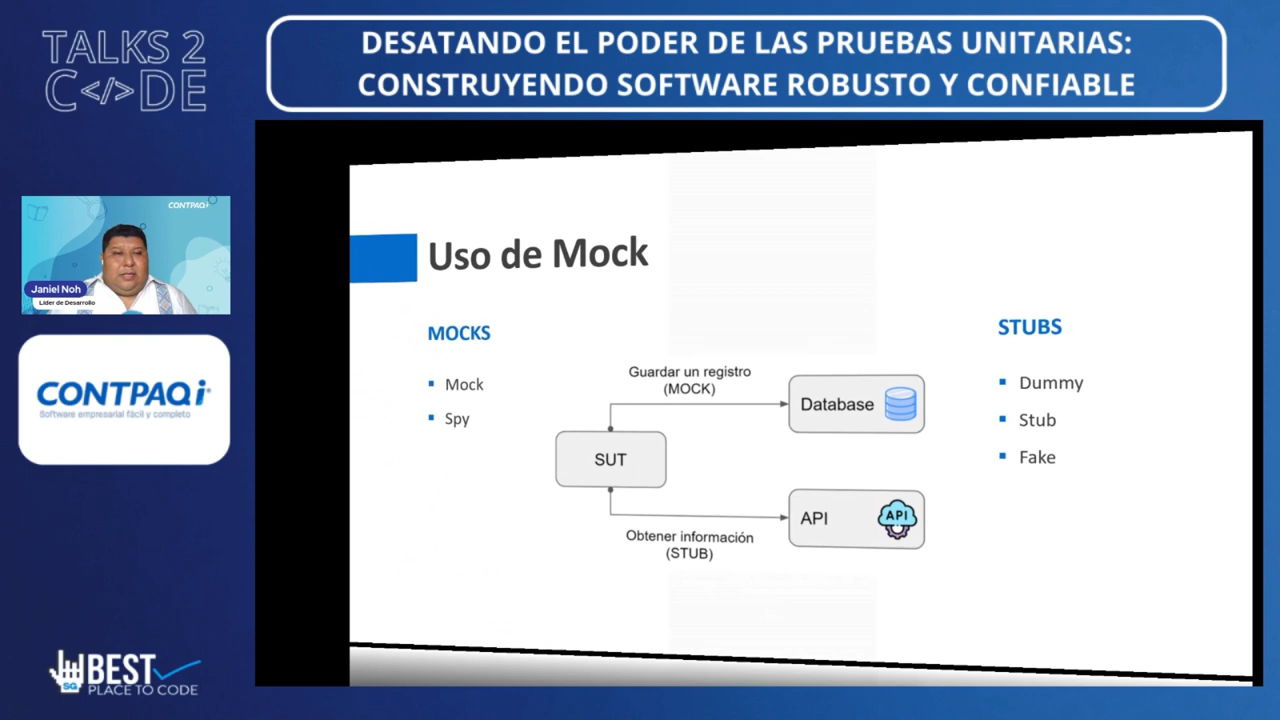 TALKS 2
C</>DE
DESATANDO EL PODER DE LAS PRUEBAS UNITARIAS:
CONSTRUYENDO SOFTWARE ROBUSTO Y CONFIABLE
CONTPAQi
Janiel Noh
Líder de Desarrollo
CONTPAQi®
Software empresarial fácil y completo
SG
BEST
PLACE TO CODE
Uso de Mock
MOCKS
Mock
Spy
Guardar un registro
(MOCK)
Database
SUT
API
API
Obtener información
(STUB)
STUBS
Dummy
Stub
Fake